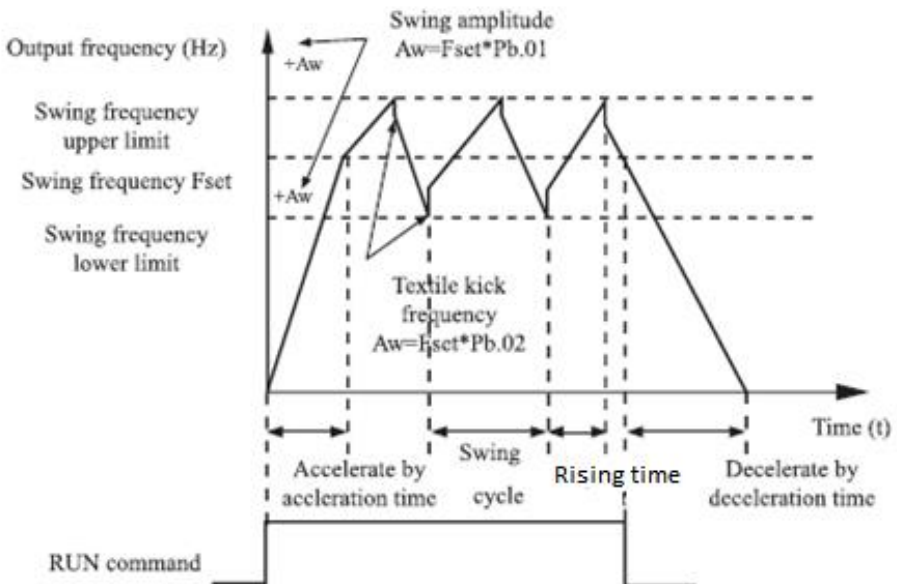 Swing amplitude
Aw=Fset*Pb.01
Output frequency (Hz)
+Aw
Swing frequency
upper limit
Swing frequency Fset
+Aw
Swing frequency
lower limit
Textile kick
frequency
Aw=Fset*Pb.02
Time (t)
Accelerate by
accleration time
Swing
cycle
Rising time
Decelerate by
deceleration time
RUN command